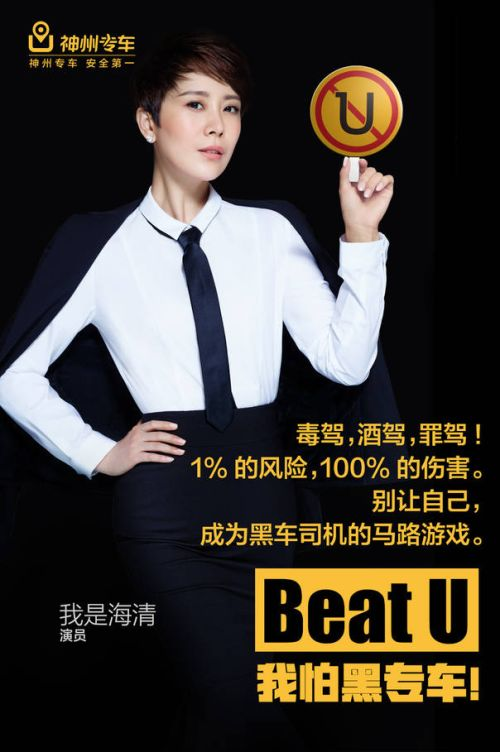 神州专车
神州专车 安全第一
U
毒驾,酒驾,罪驾!
1% 的风险,100% 的伤害。
别让自己,
成为黑车司机的马路游戏。
我是海清
演员
Beat U
我怕黑专车!